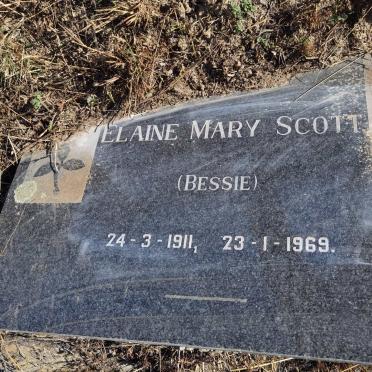 ELAINE MARY SCOTT
(BESSIE)
24-3-1911, 23-1-1969.